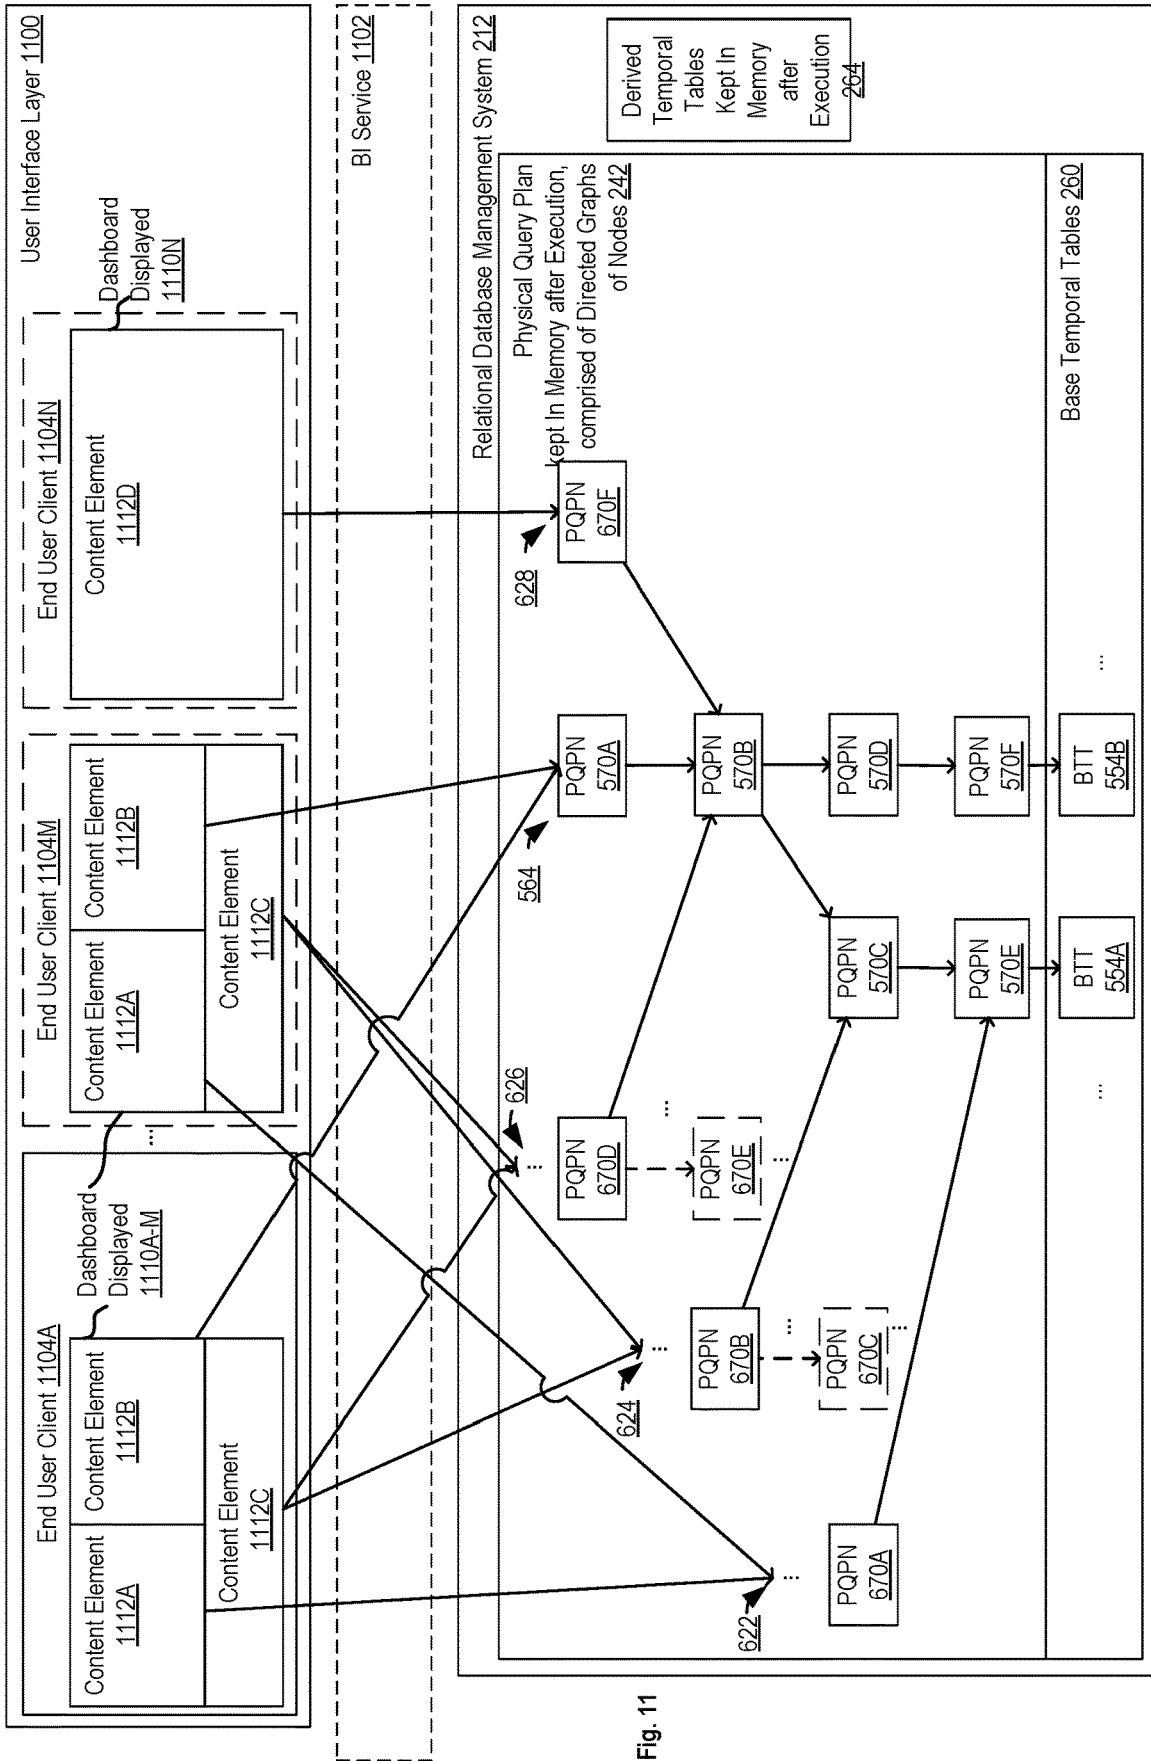 User Interface Layer 1100
End User Client 1104A
Content Element
1112A
Content Element
1112B
Content Element
1112C
Dashboard
Displayed
1110A-M
...
End User Client 1104M
Content Element
1112A
Content Element
1112B
Content Element
1112C
End User Client 1104N
Content Element
1112D
Dashboard
Displayed
1110N
BI Service 1102
Relational Database Management System 212
Physical Query Plan
kept In Memory after Execution,
comprised of Directed Graphs
of Nodes 242
Derived
Temporal
Tables
Kept In
Memory
after
Execution
264
622
...
PQPN
670A
624
...
PQPN
670B
...
PQPN
670C
...
626
...
PQPN
670D
...
PQPN
670E
...
564
PQPN
570A
628
PQPN
670F
PQPN
570B
PQPN
570C
PQPN
570D
PQPN
570E
PQPN
570F
Base Temporal Tables 260
...
BTT
554A
BTT
554B
...
Fig. 11